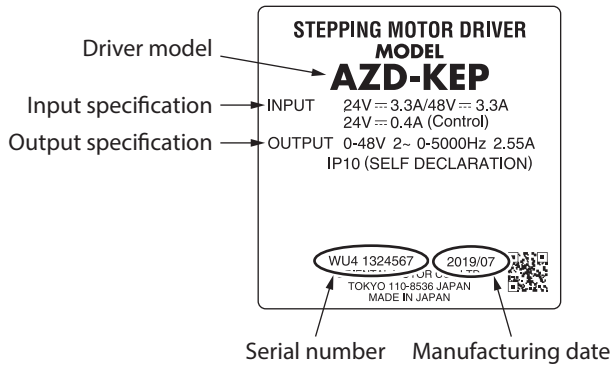 STEPPING MOTOR DRIVER
MODEL
Driver model
AZD-KEP
Input specification
INPUT 24V ⎓ 3.3A/48V ⎓ 3.3A
24V ⎓ 0.4A (Control)
Output specification
OUTPUT 0-48V 2~ 0-5000Hz 2.55A
IP10 (SELF DECLARATION)
WU4 1324567 2019/07
TOKYO 110-8536 JAPAN
MADE IN JAPAN
Serial number Manufacturing date